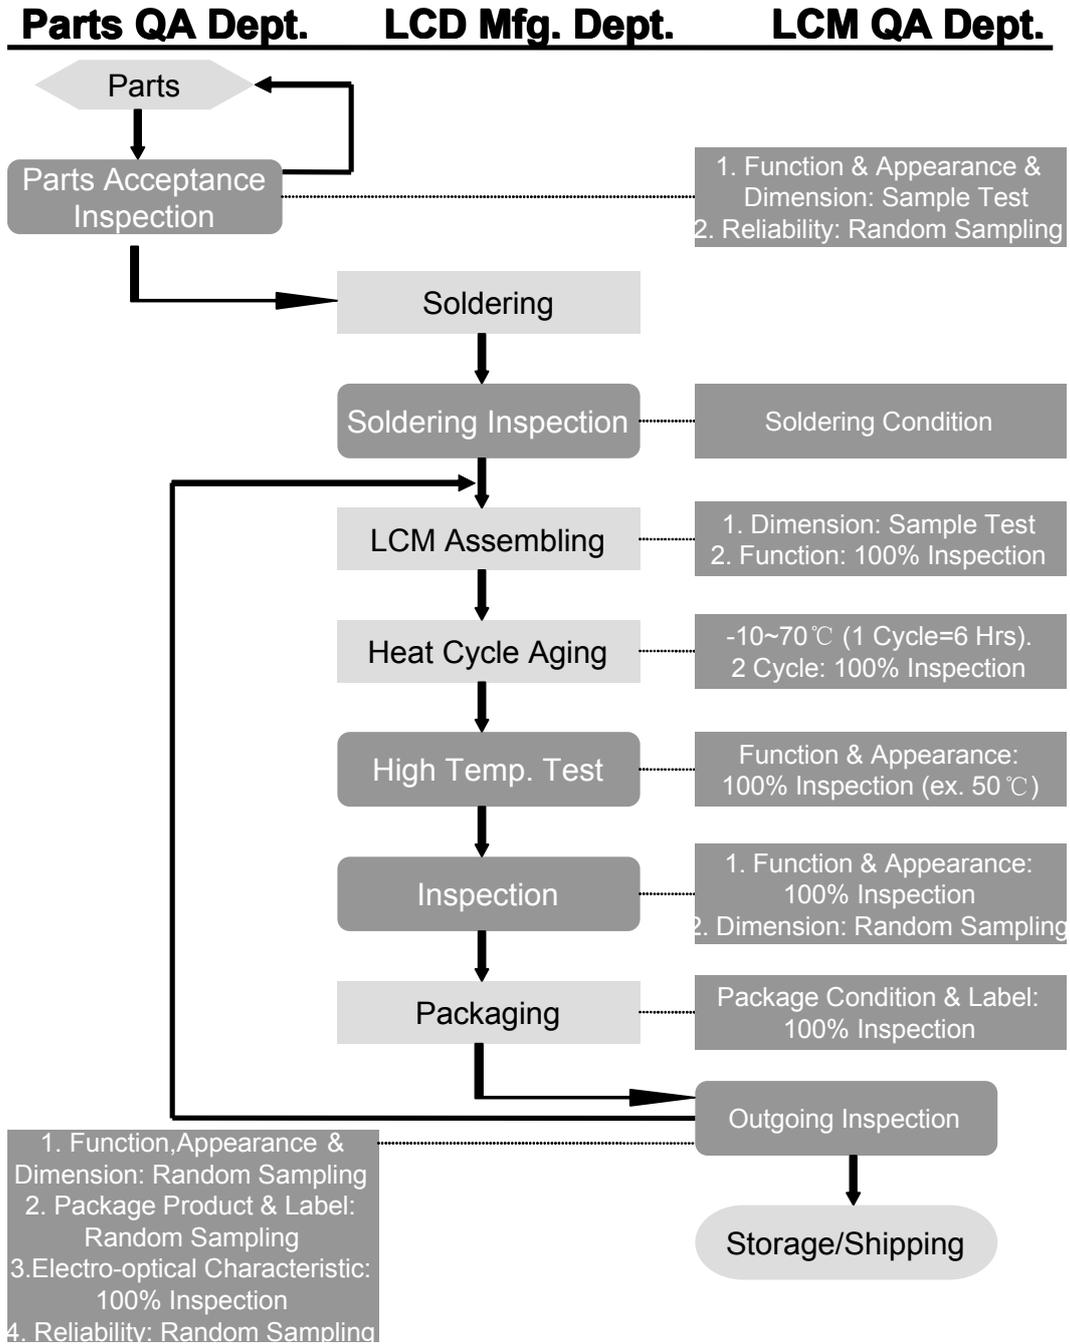 Parts QA Dept. LCD Mfg. Dept. LCM QA Dept.
Parts
Parts Acceptance
Inspection
1. Function & Appearance &
Dimension: Sample Test
2. Reliability: Random Sampling
Soldering
Soldering Inspection
Soldering Condition
LCM Assembling
1. Dimension: Sample Test
2. Function: 100% Inspection
Heat Cycle Aging
-10~70℃ (1 Cycle=6 Hrs).
2 Cycle: 100% Inspection
High Temp. Test
Function & Appearance:
100% Inspection (ex. 50℃)
Inspection
1. Function & Appearance:
100% Inspection
2. Dimension: Random Sampling
Packaging
Package Condition & Label:
100% Inspection
Outgoing Inspection
1. Function,Appearance &
Dimension: Random Sampling
2. Package Product & Label:
Random Sampling
3.Electro-optical Characteristic:
100% Inspection
4. Reliability: Random Sampling
Storage/Shipping